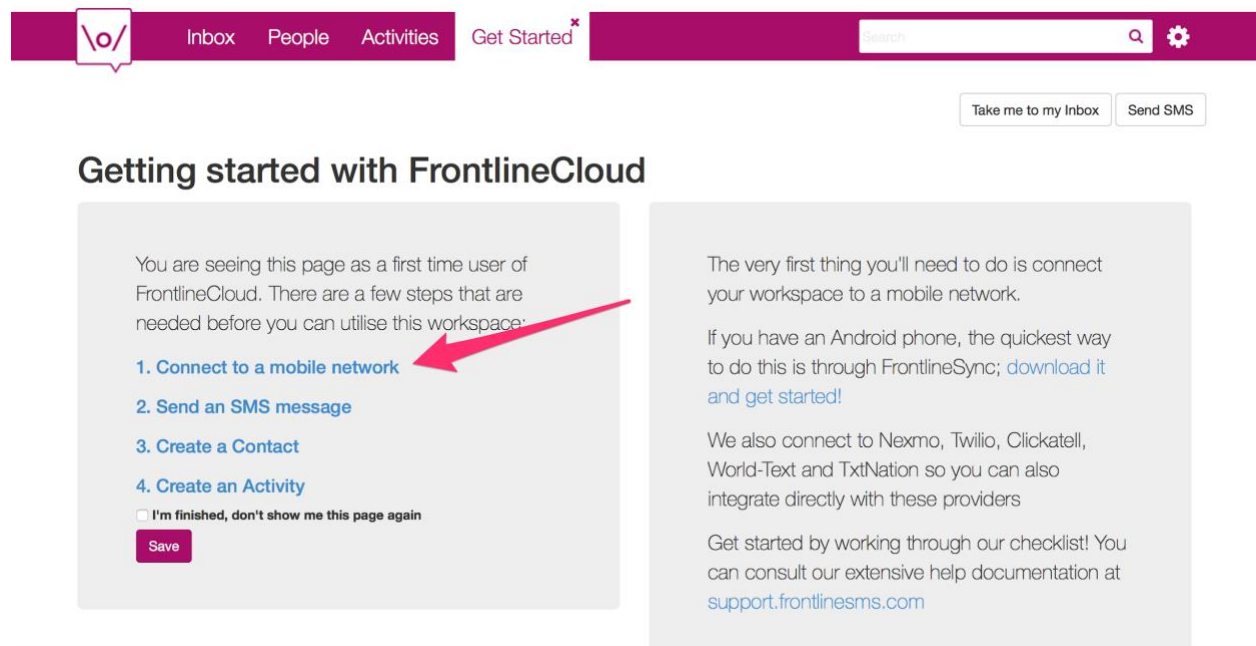 \o/
Inbox People Activities Get Started
Search
Take me to my Inbox Send SMS
Getting started with FrontlineCloud
You are seeing this page as a first time user of
FrontlineCloud. There are a few steps that are
needed before you can utilise this workspace:
1. Connect to a mobile network
2. Send an SMS message
3. Create a Contact
4. Create an Activity
I'm finished, don't show me this page again
Save
The very first thing you'll need to do is connect
your workspace to a mobile network.
If you have an Android phone, the quickest way
to do this is through FrontlineSync; download it
and get started!
We also connect to Nexmo, Twilio, Clickatell,
World-Text and TxtNation so you can also
integrate directly with these providers
Get started by working through our checklist! You
can consult our extensive help documentation at
support.frontlinesms.com